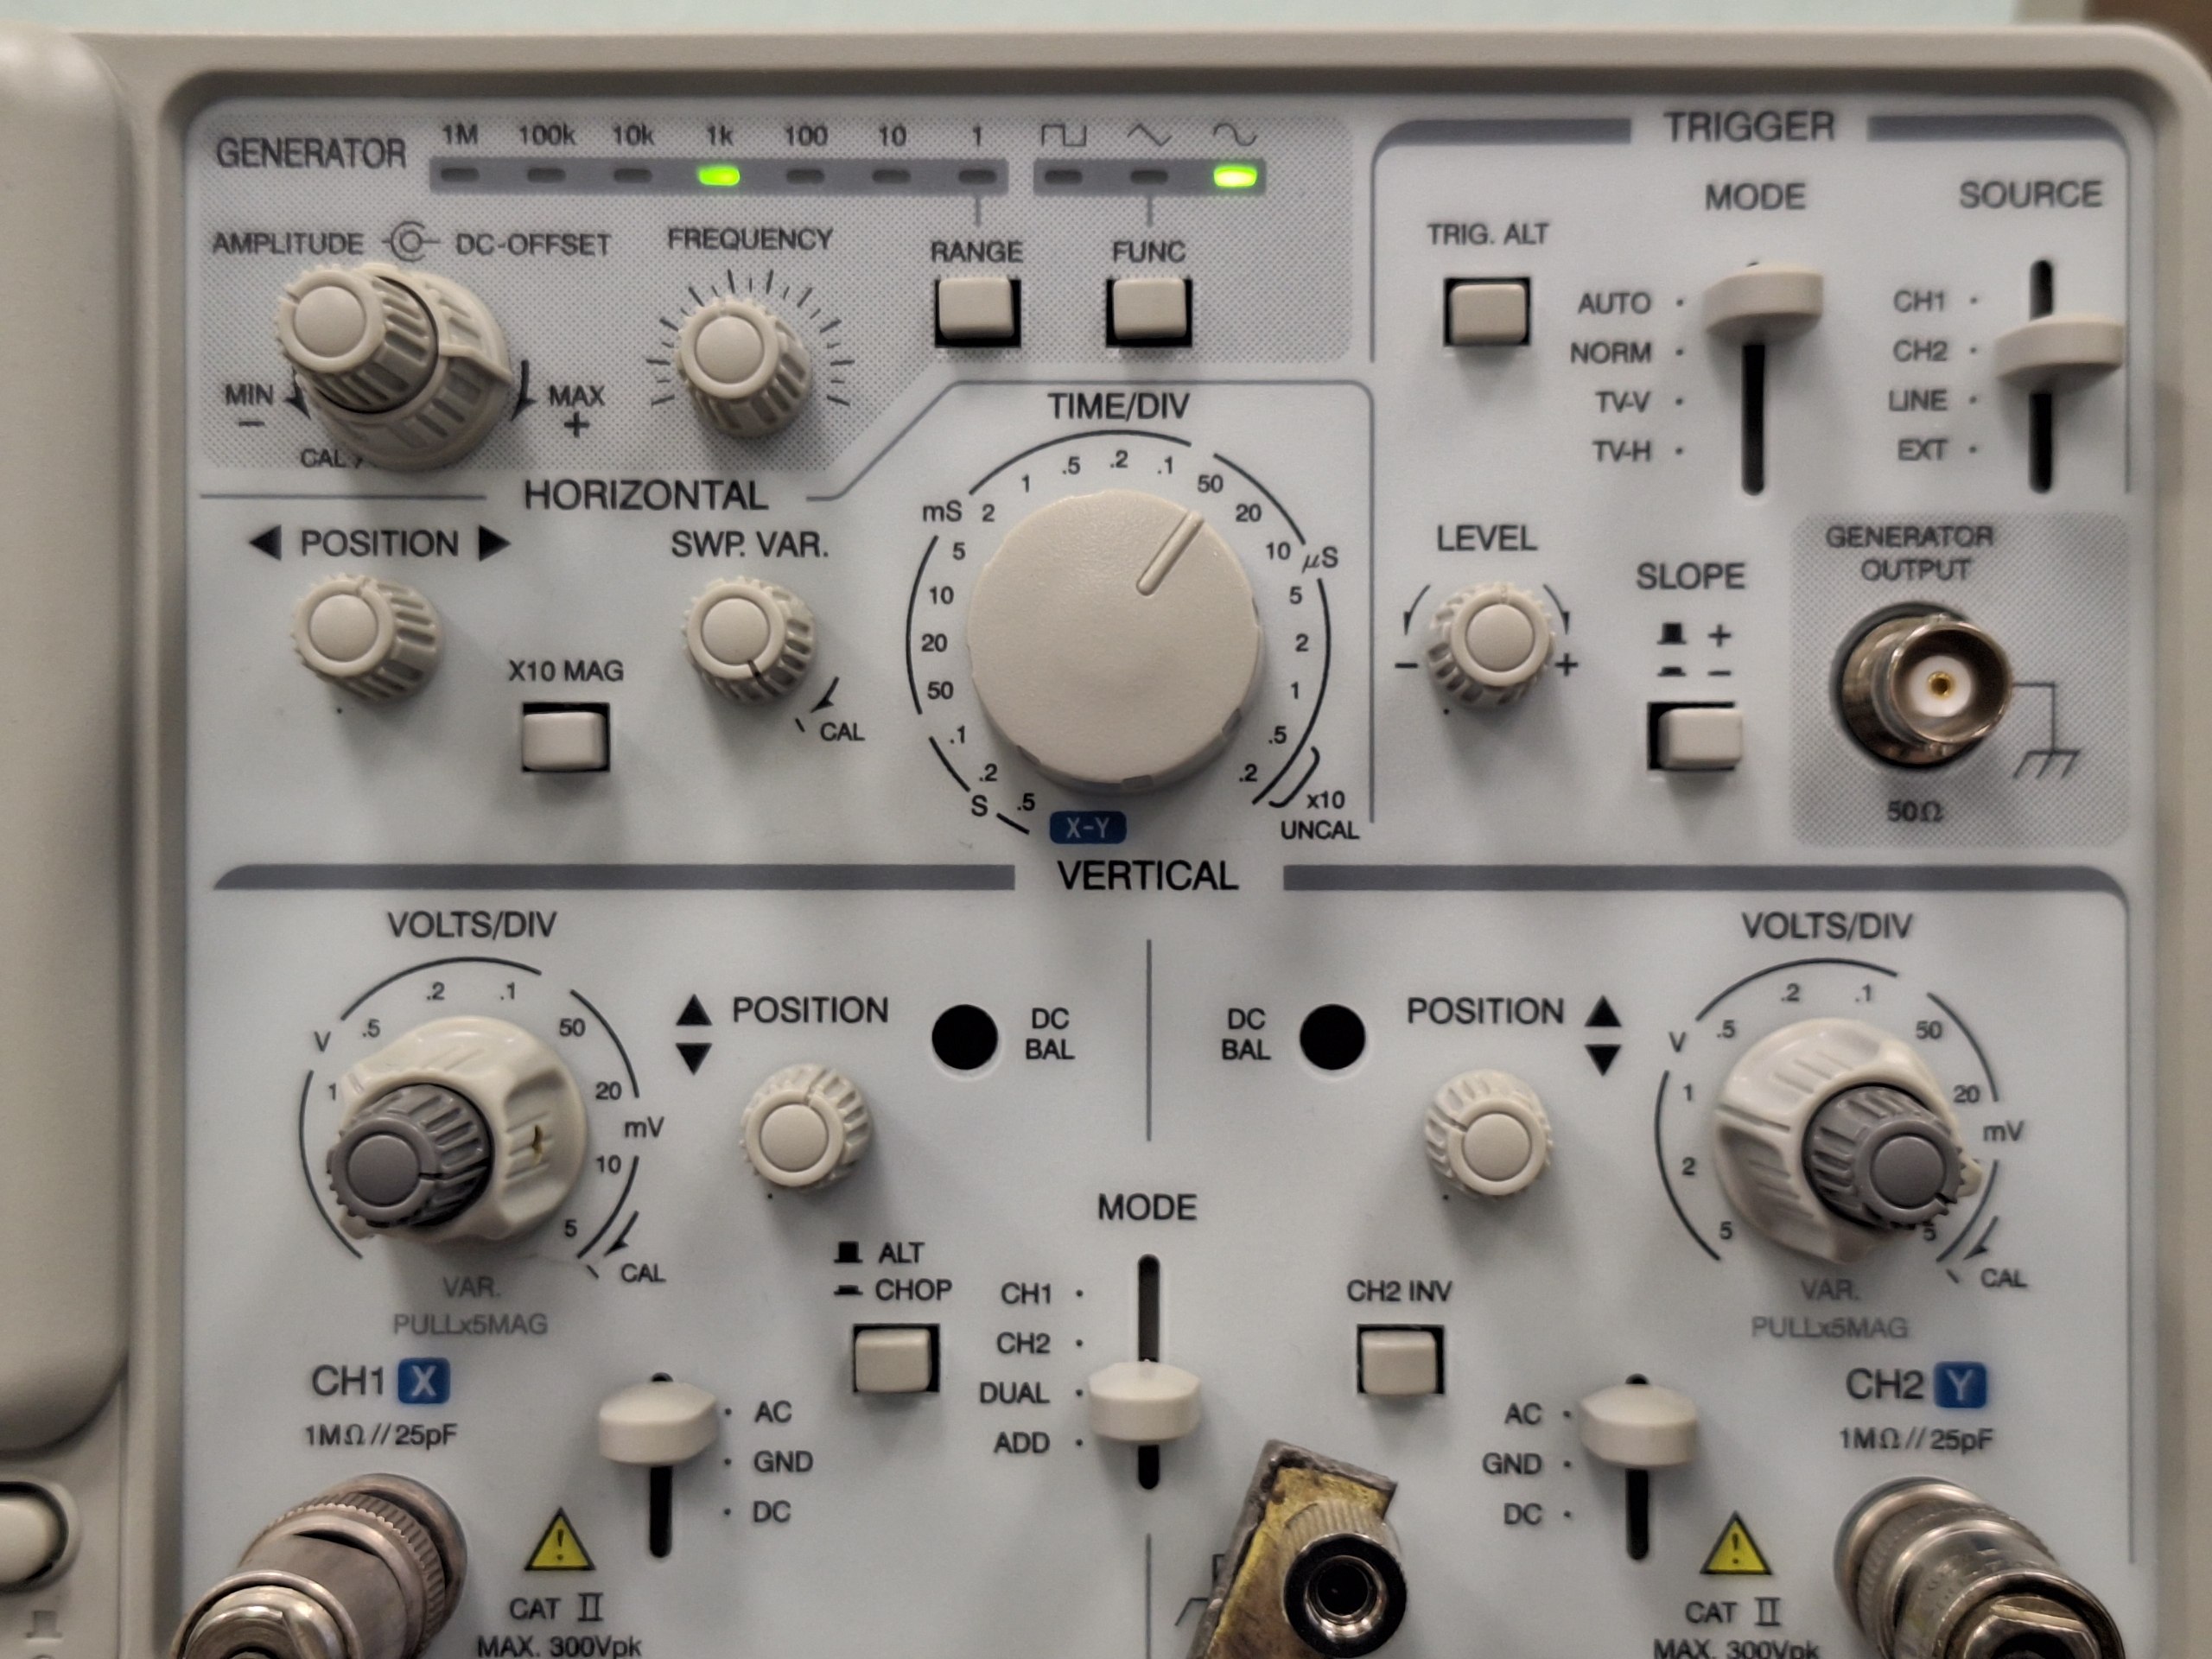 GENERATOR 1M 100k 10k 1k 100 10 1
AMPLITUDE DC-OFFSET FREQUENCY RANGE FUNC
MIN MAX
− +
CAL
TRIGGER
MODE SOURCE
TRIG. ALT
AUTO CH1
NORM CH2
TV-V LINE
TV-H EXT
HORIZONTAL
POSITION SWP. VAR.
X10 MAG
CAL
TIME/DIV
mS 2 1 .5 .2 .1 50 20 10 μS
5 10 20 50 .1 .2 S .5
5 2 1 .5 .2
X-Y
x10
UNCAL
LEVEL
− +
SLOPE
+
−
GENERATOR
OUTPUT
50Ω
VERTICAL
VOLTS/DIV
V 1 .5 .2 .1 50 20 mV 10 5
CAL
VAR.
PULLx5MAG
POSITION
DC
BAL
DC
BAL
POSITION
VOLTS/DIV
V 5 2 1 .5 .2 .1 50 20 mV 5
CAL
VAR.
PULLx5MAG
ALT
CHOP
MODE
CH1
CH2
DUAL
ADD
CH2 INV
CH1 X
1MΩ//25pF
AC
GND
DC
CAT II
MAX. 300Vpk
AC
GND
DC
CH2 Y
1MΩ//25pF
CAT II
MAX. 300Vpk